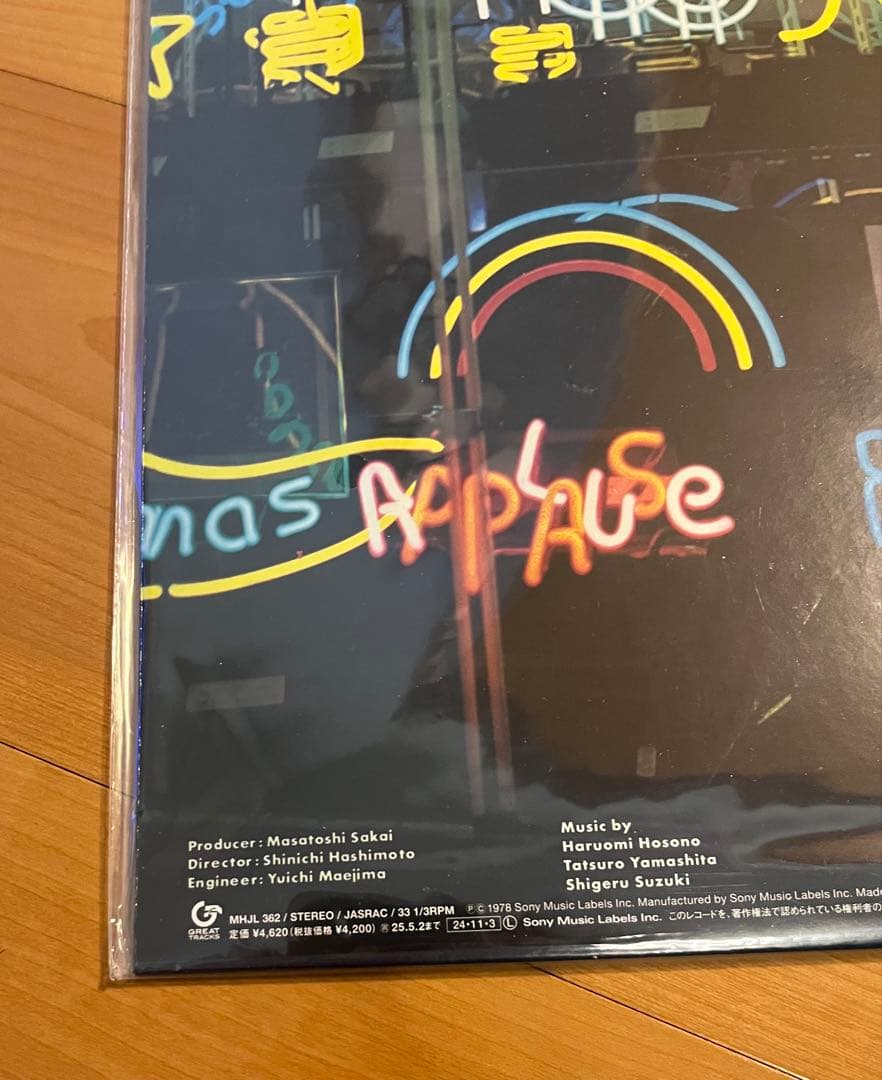 nas APPLAUSe
Producer : Masatoshi Sakai
Director : Shinichi Hashimoto
Engineer : Yuichi Maejima
Music by
Haruomi Hosono
Tatsuro Yamashita
Shigeru Suzuki
GREAT
TRACKS
MHJL 362 / STEREO / JASRAC / 33 1/3RPM ⓅⒸ 1978 Sony Music Labels Inc. Manufactured by Sony Music Labels Inc. Made
定価 ¥4,620(税抜価格 ¥4,200) 25.5.2まで 24・11・3 Ⓛ Sony Music Labels Inc. このレコードを、著作権法で認められている権利者の